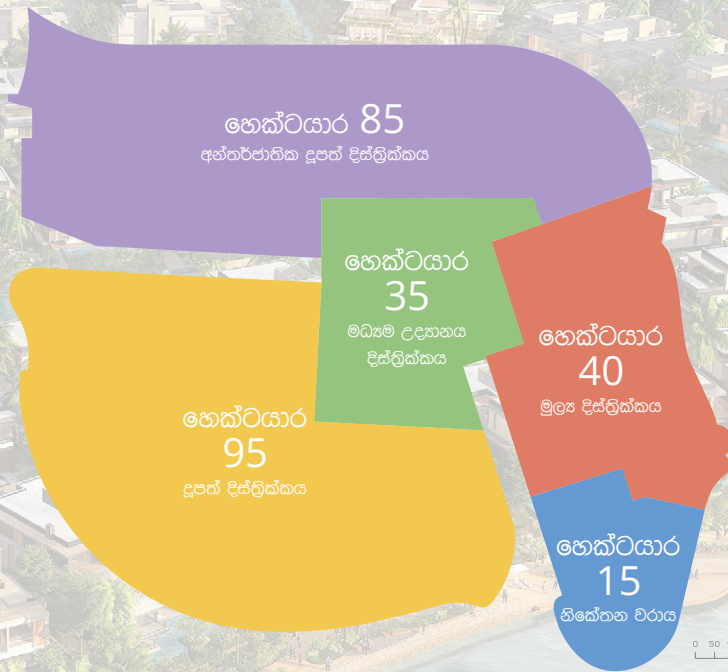 හෙක්ටයාර 85
අන්තර්ජාතික දූපත් දිස්ත්‍රික්කය
හෙක්ටයාර
35
මධ්‍යම උද්‍යානය
දිස්ත්‍රික්කය
හෙක්ටයාර
40
මූල්‍ය දිස්ත්‍රික්කය
හෙක්ටයාර
95
දූපත් දිස්ත්‍රික්කය
හෙක්ටයාර
15
නිකේතන වරාය
0 50